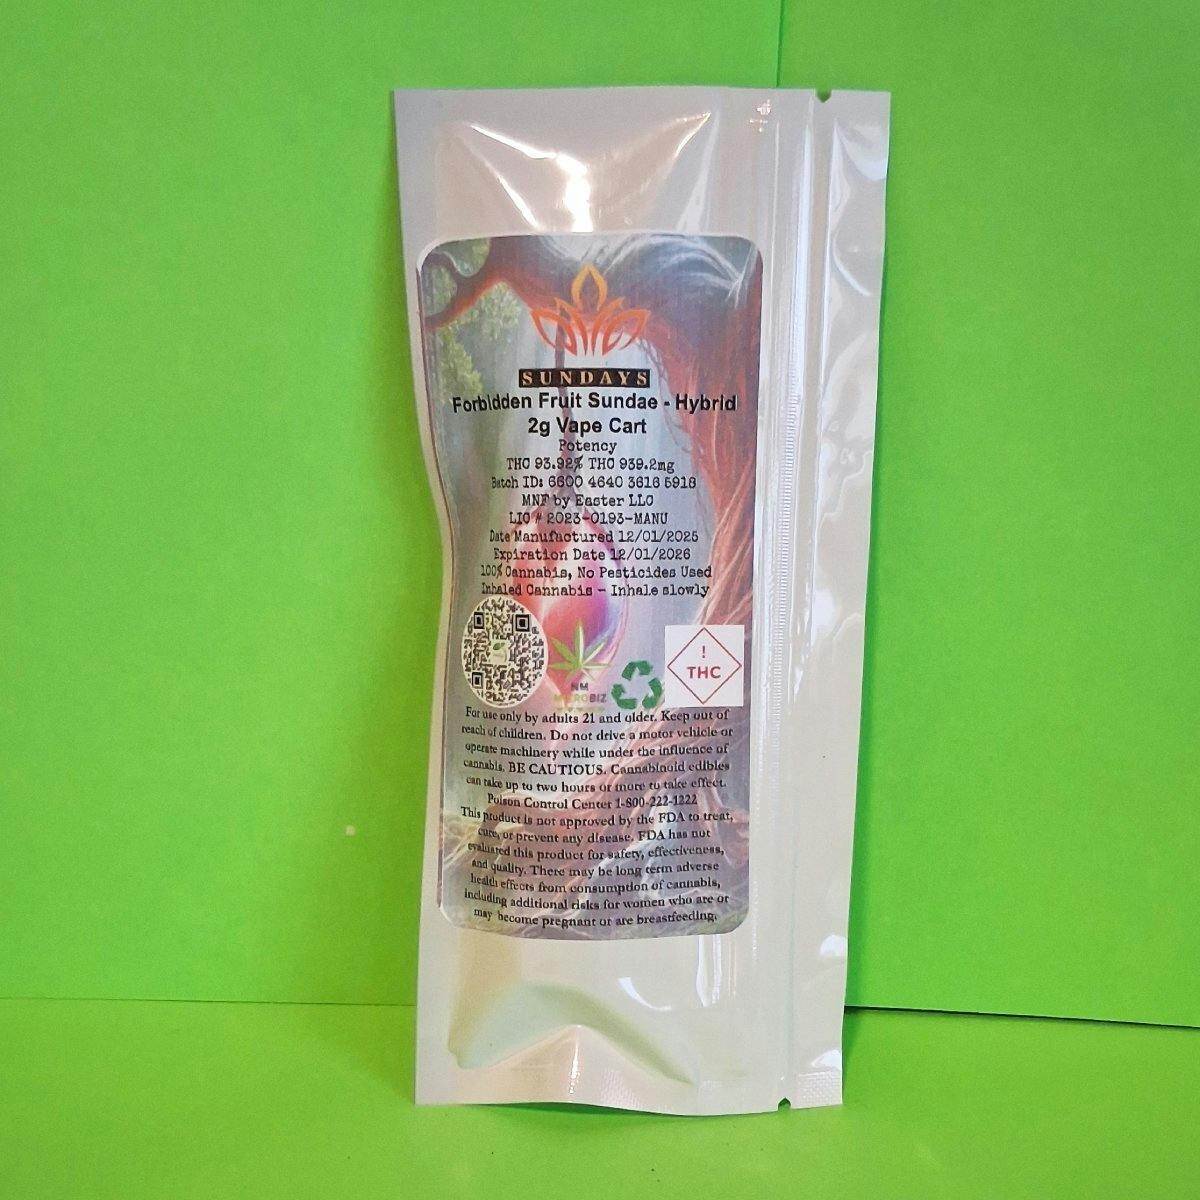 SUNDAYS
Forbidden Fruit Sundae - Hybrid
2g Vape Cart
Potency
THC 93.92% THC 939.2mg
Batch ID: 6600 4640 3616 5918
MNF by Easter LLC
LIC # 2023-0193-MANU
Date Manufactured 12/01/2025
Expiration Date 12/01/2026
100% Cannabis, No Pesticides Used
Inhaled Cannabis - Inhale slowly
!
THC
NM
MICROBIZ
For use only by adults 21 and older. Keep out of
reach of children. Do not drive a motor vehicle or
operate machinery while under the influence of
cannabis. BE CAUTIOUS. Cannabinoid edibles
can take up to two hours or more to take effect.
Poison Control Center 1-800-222-1222
This product is not approved by the FDA to treat,
cure, or prevent any disease. FDA has not
evaluated this product for safety, effectiveness,
and quality. There may be long term adverse
health effects from consumption of cannabis,
including additional risks for women who are or
may become pregnant or are breastfeeding.